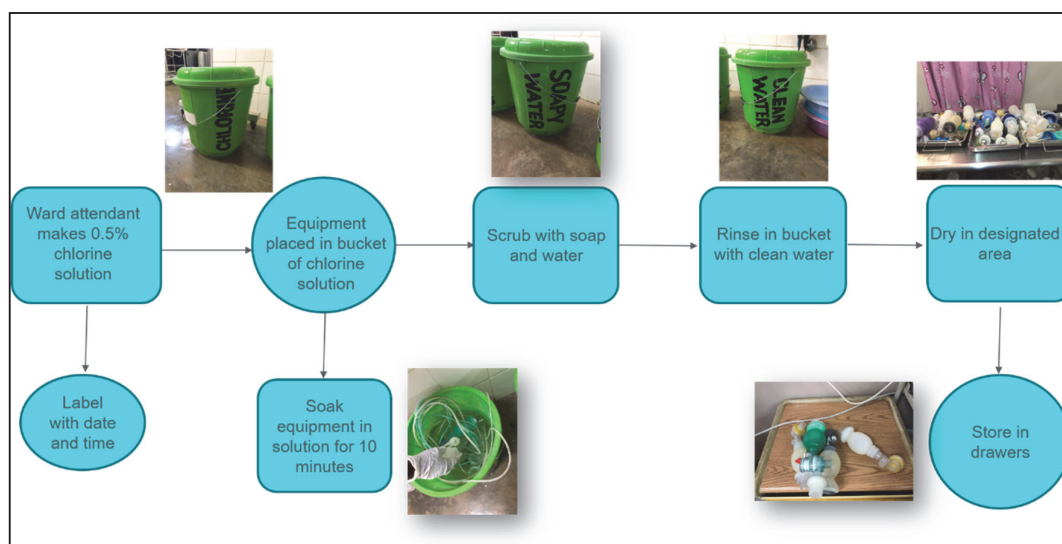 CHLORINE
SOAPY
WATER
CLEAN
WATER
Ward attendant
makes 0.5%
chlorine
solution
Equipment
placed in bucket
of chlorine
solution
Scrub with soap
and water
Rinse in bucket
with clean water
Dry in designated
area
Label
with date
and time
Soak
equipment in
solution for 10
minutes
Store in
drawers